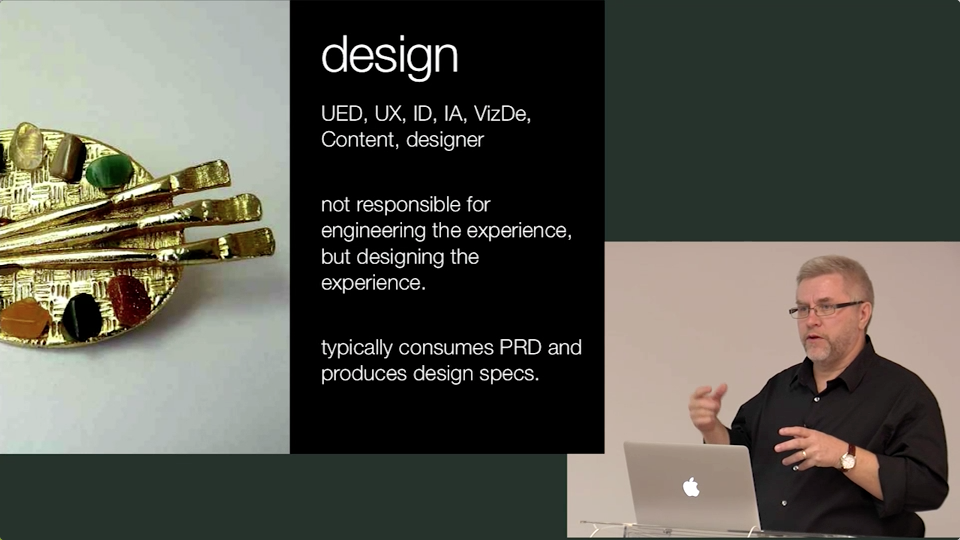 design
UED, UX, ID, IA, VizDe,
Content, designer
not responsible for
engineering the experience,
but designing the
experience.
typically consumes PRD and
produces design specs.